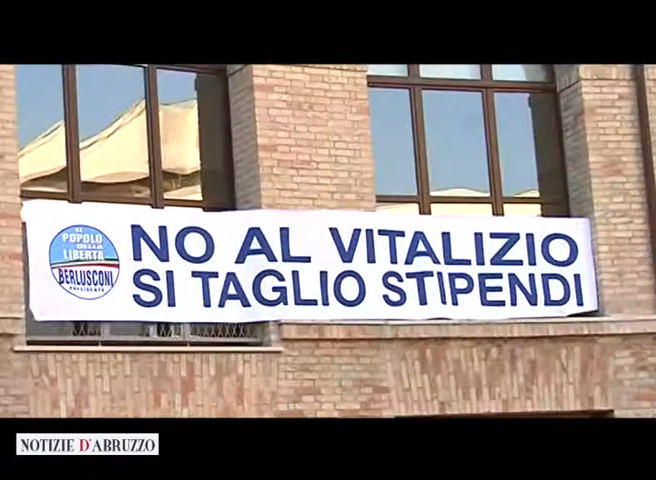 IL POPOLO
DELLA
LIBERTÀ
BERLUSCONI
PRESIDENTE
NO AL VITALIZIO
SI TAGLIO STIPENDI
NOTIZIE D'ABRUZZO